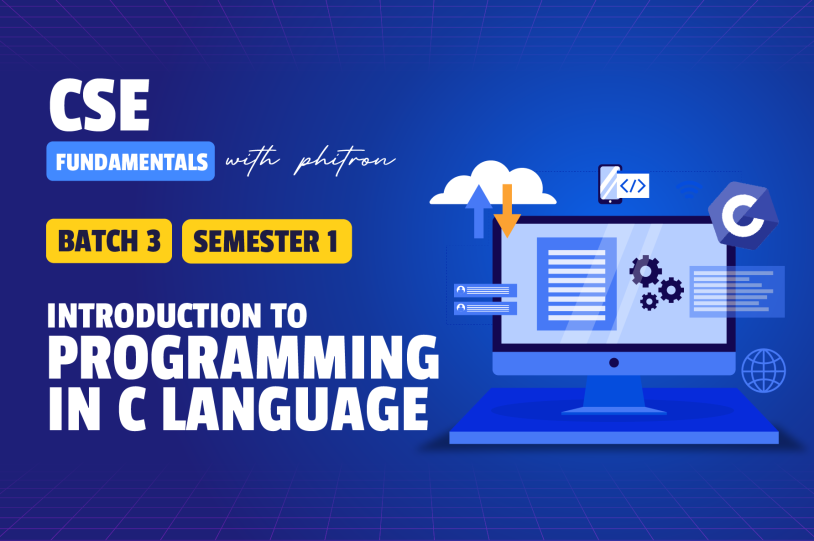 CSE
FUNDAMENTALS with phitron
BATCH 3 SEMESTER 1
INTRODUCTION TO
PROGRAMMING
IN C LANGUAGE
</>
C